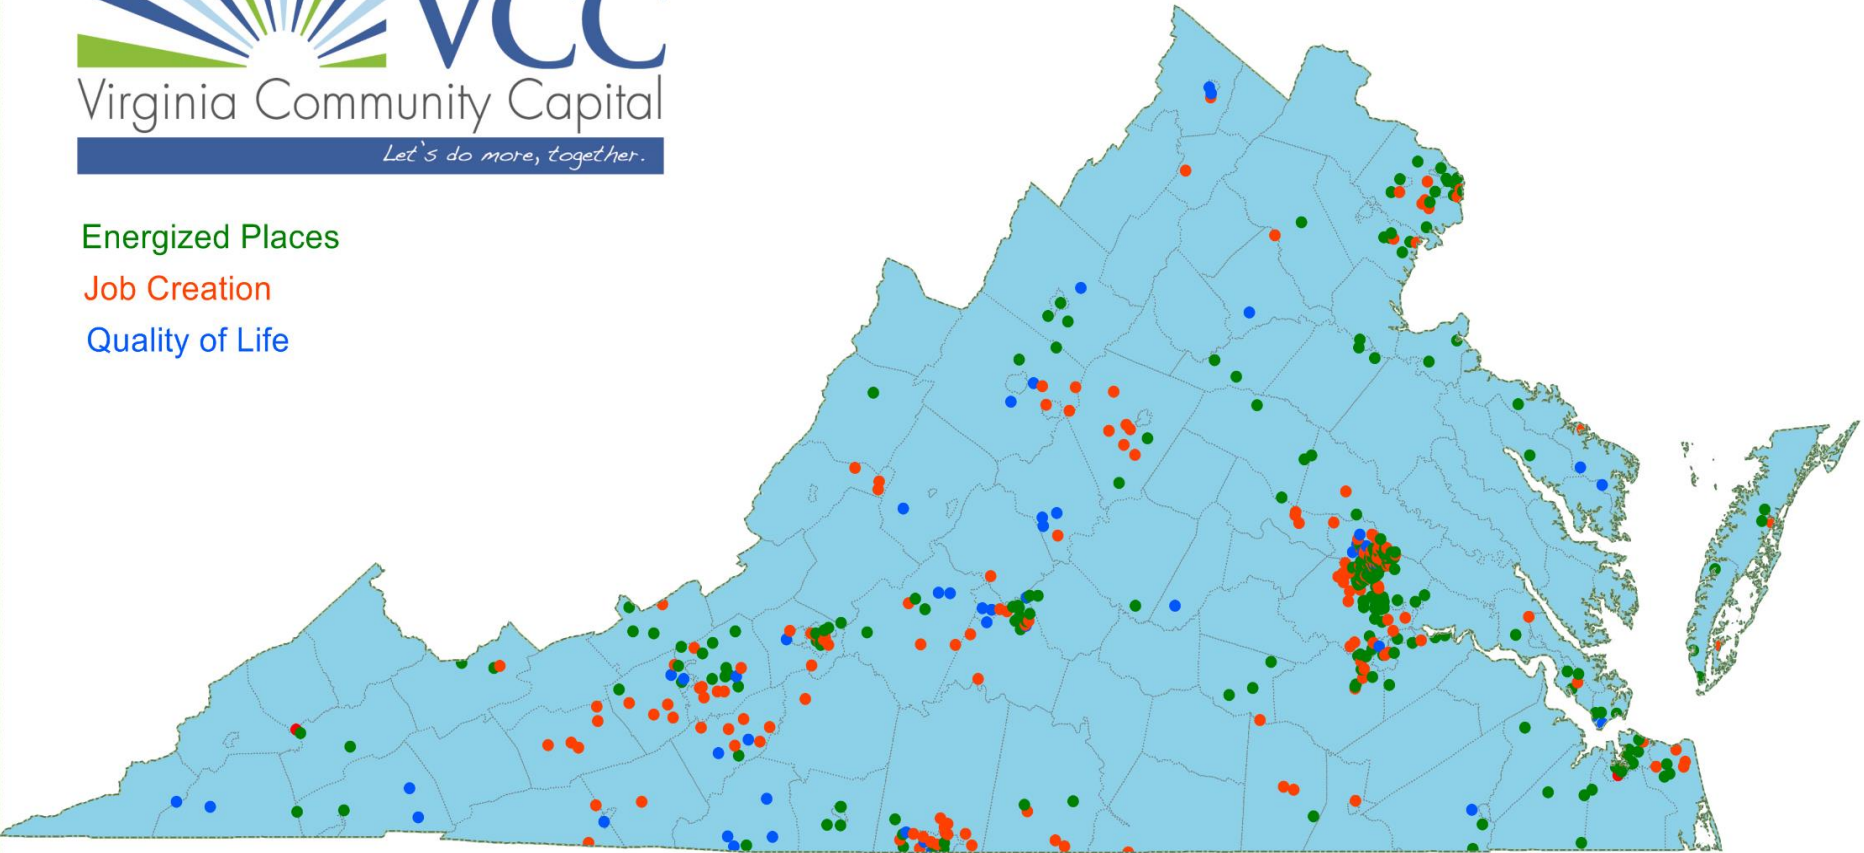 VCC
Virginia Community Capital
Let's do more, together.
Energized Places
Job Creation
Quality of Life